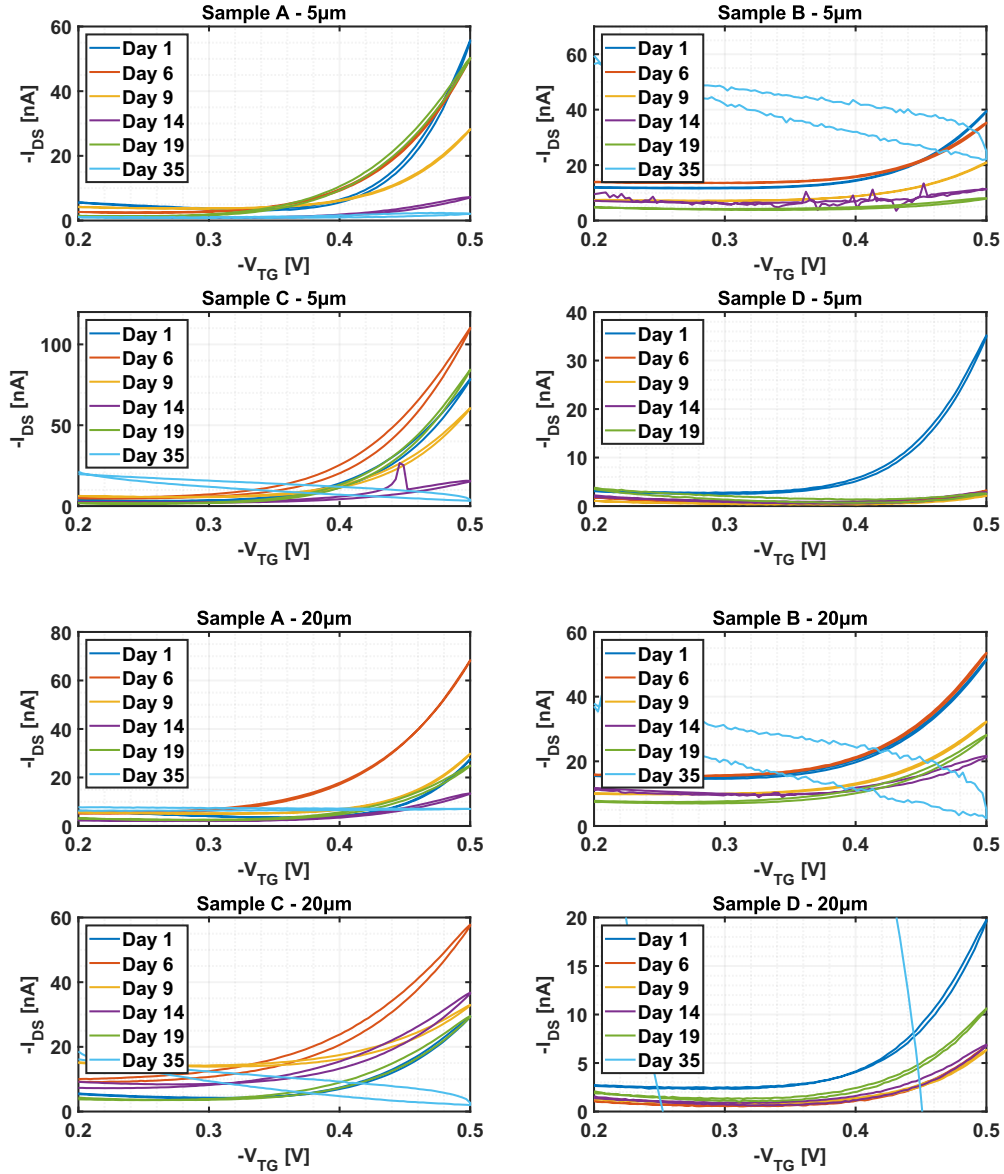 Sample A - 5µm
60
40
20
0
-I_DS [nA]
Day 1
Day 6
Day 9
Day 14
Day 19
Day 35
0.2 0.3 0.4 0.5
-V_TG [V]
Sample B - 5µm
60
40
20
0
-I_DS [nA]
Day 1
Day 6
Day 9
Day 14
Day 19
Day 35
0.2 0.3 0.4 0.5
-V_TG [V]
Sample C - 5µm
100
50
0
-I_DS [nA]
Day 1
Day 6
Day 9
Day 14
Day 19
Day 35
0.2 0.3 0.4 0.5
-V_TG [V]
Sample D - 5µm
40
30
20
10
0
-I_DS [nA]
Day 1
Day 6
Day 9
Day 14
Day 19
0.2 0.3 0.4 0.5
-V_TG [V]
Sample A - 20µm
80
60
40
20
0
-I_DS [nA]
Day 1
Day 6
Day 9
Day 14
Day 19
Day 35
0.2 0.3 0.4 0.5
-V_TG [V]
Sample B - 20µm
60
40
20
0
-I_DS [nA]
Day 1
Day 6
Day 9
Day 14
Day 19
Day 35
0.2 0.3 0.4 0.5
-V_TG [V]
Sample C - 20µm
60
40
20
0
-I_DS [nA]
Day 1
Day 6
Day 9
Day 14
Day 19
Day 35
0.2 0.3 0.4 0.5
-V_TG [V]
Sample D - 20µm
20
15
10
5
0
-I_DS [nA]
Day 1
Day 6
Day 9
Day 14
Day 19
Day 35
0.2 0.3 0.4 0.5
-V_TG [V]